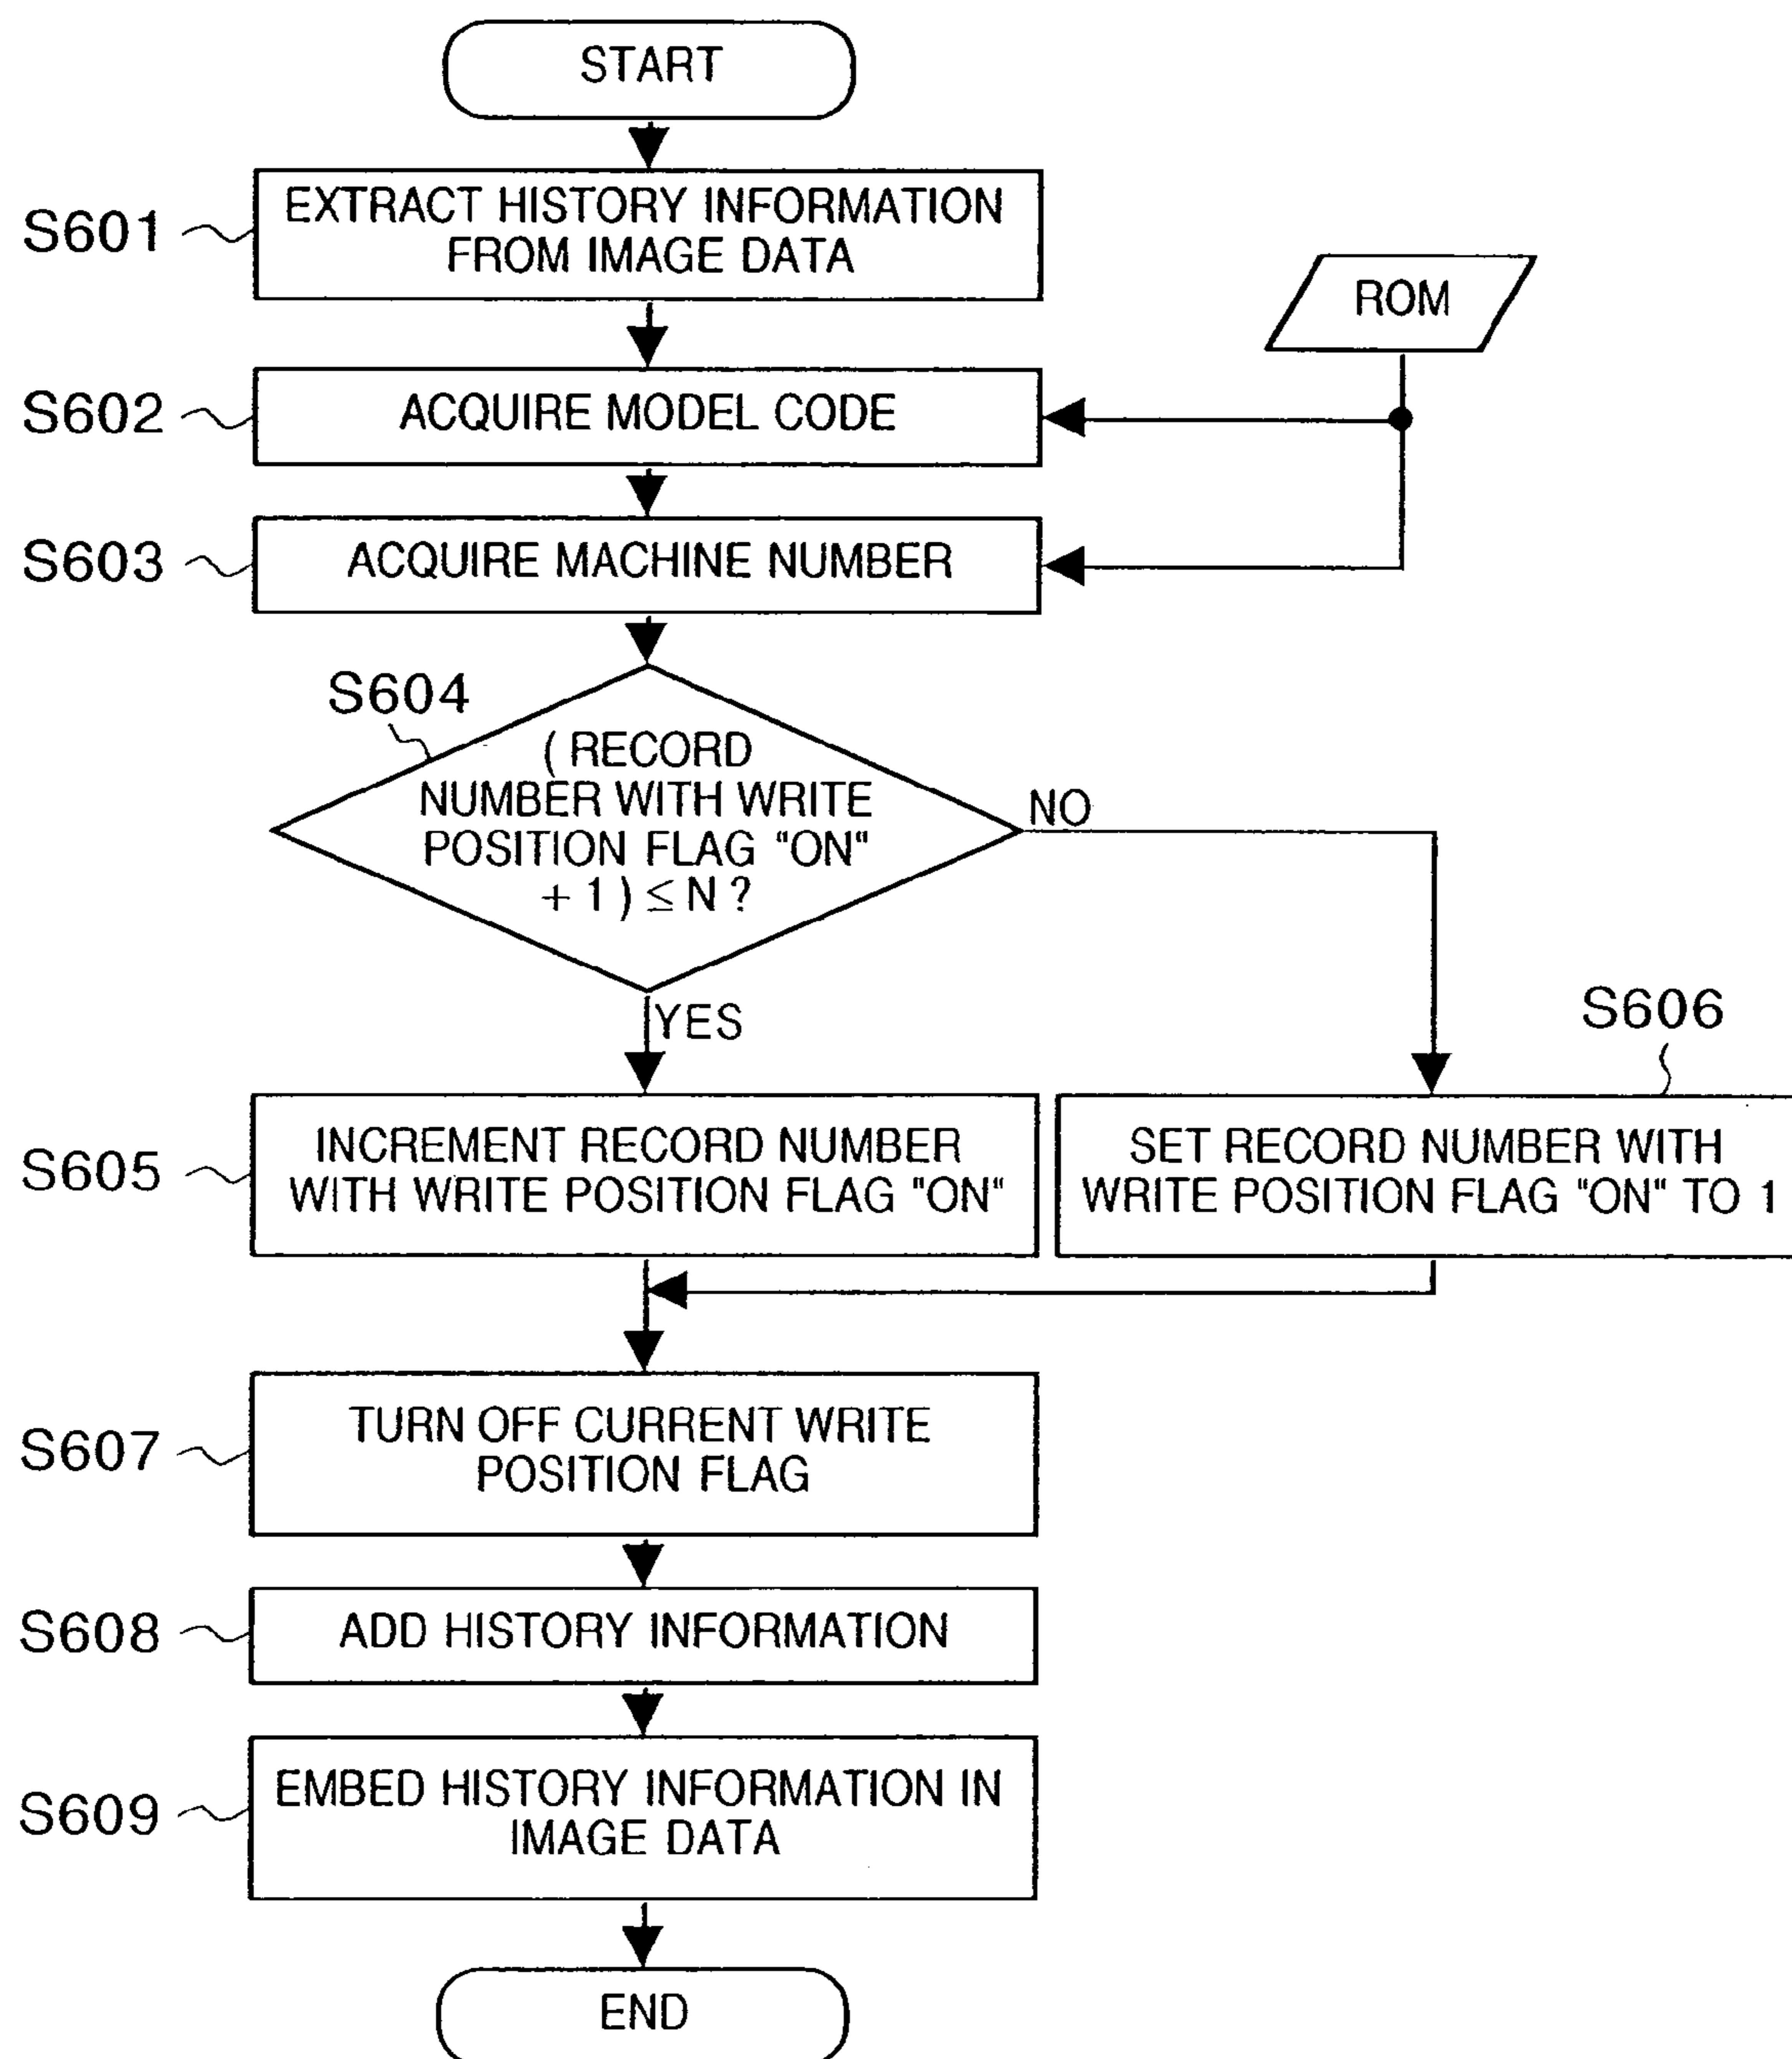 START
S601
EXTRACT HISTORY INFORMATION
FROM IMAGE DATA
ROM
S602
ACQUIRE MODEL CODE
S603
ACQUIRE MACHINE NUMBER
S604
( RECORD
NUMBER WITH WRITE
POSITION FLAG "ON"
+ 1 ) ≤ N ?
NO
YES
S606
S605
INCREMENT RECORD NUMBER
WITH WRITE POSITION FLAG "ON"
SET RECORD NUMBER WITH
WRITE POSITION FLAG "ON" TO 1
S607
TURN OFF CURRENT WRITE
POSITION FLAG
S608
ADD HISTORY INFORMATION
S609
EMBED HISTORY INFORMATION IN
IMAGE DATA
END